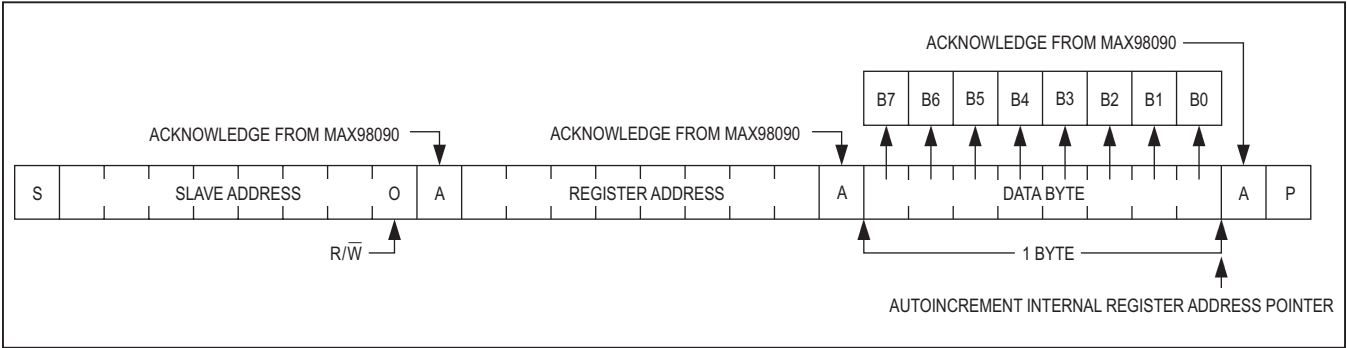 ACKNOWLEDGE FROM MAX98090
B7 B6 B5 B4 B3 B2 B1 B0
ACKNOWLEDGE FROM MAX98090 ACKNOWLEDGE FROM MAX98090
S SLAVE ADDRESS O A REGISTER ADDRESS A DATA BYTE A P
R/W̅ 1 BYTE
AUTOINCREMENT INTERNAL REGISTER ADDRESS POINTER